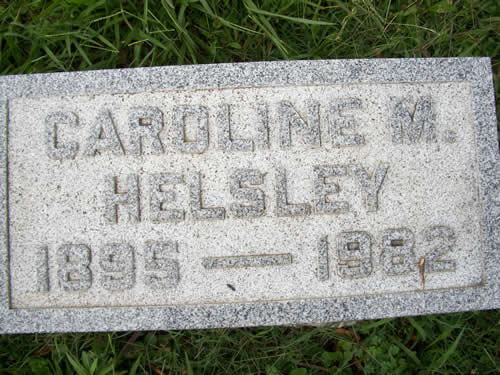 CAROLINE M.
HELSLEY
1895 — 1982